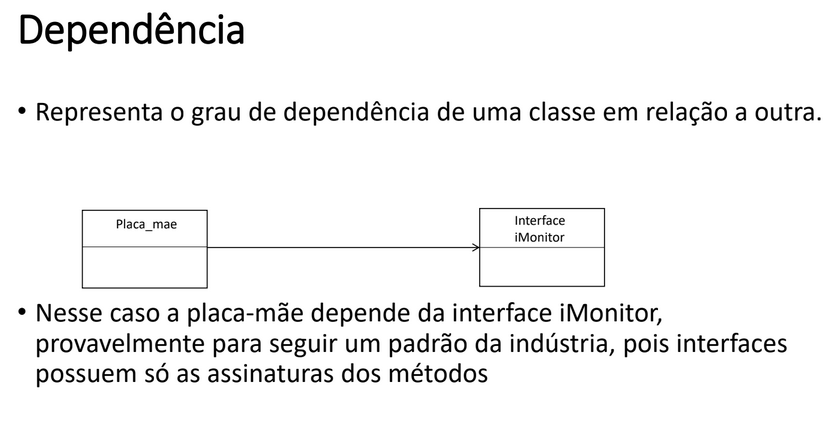 Dependência
• Representa o grau de dependência de uma classe em relação a outra.
Placa_mae
Interface
iMonitor
• Nesse caso a placa-mãe depende da interface iMonitor,
provavelmente para seguir um padrão da indústria, pois interfaces
possuem só as assinaturas dos métodos